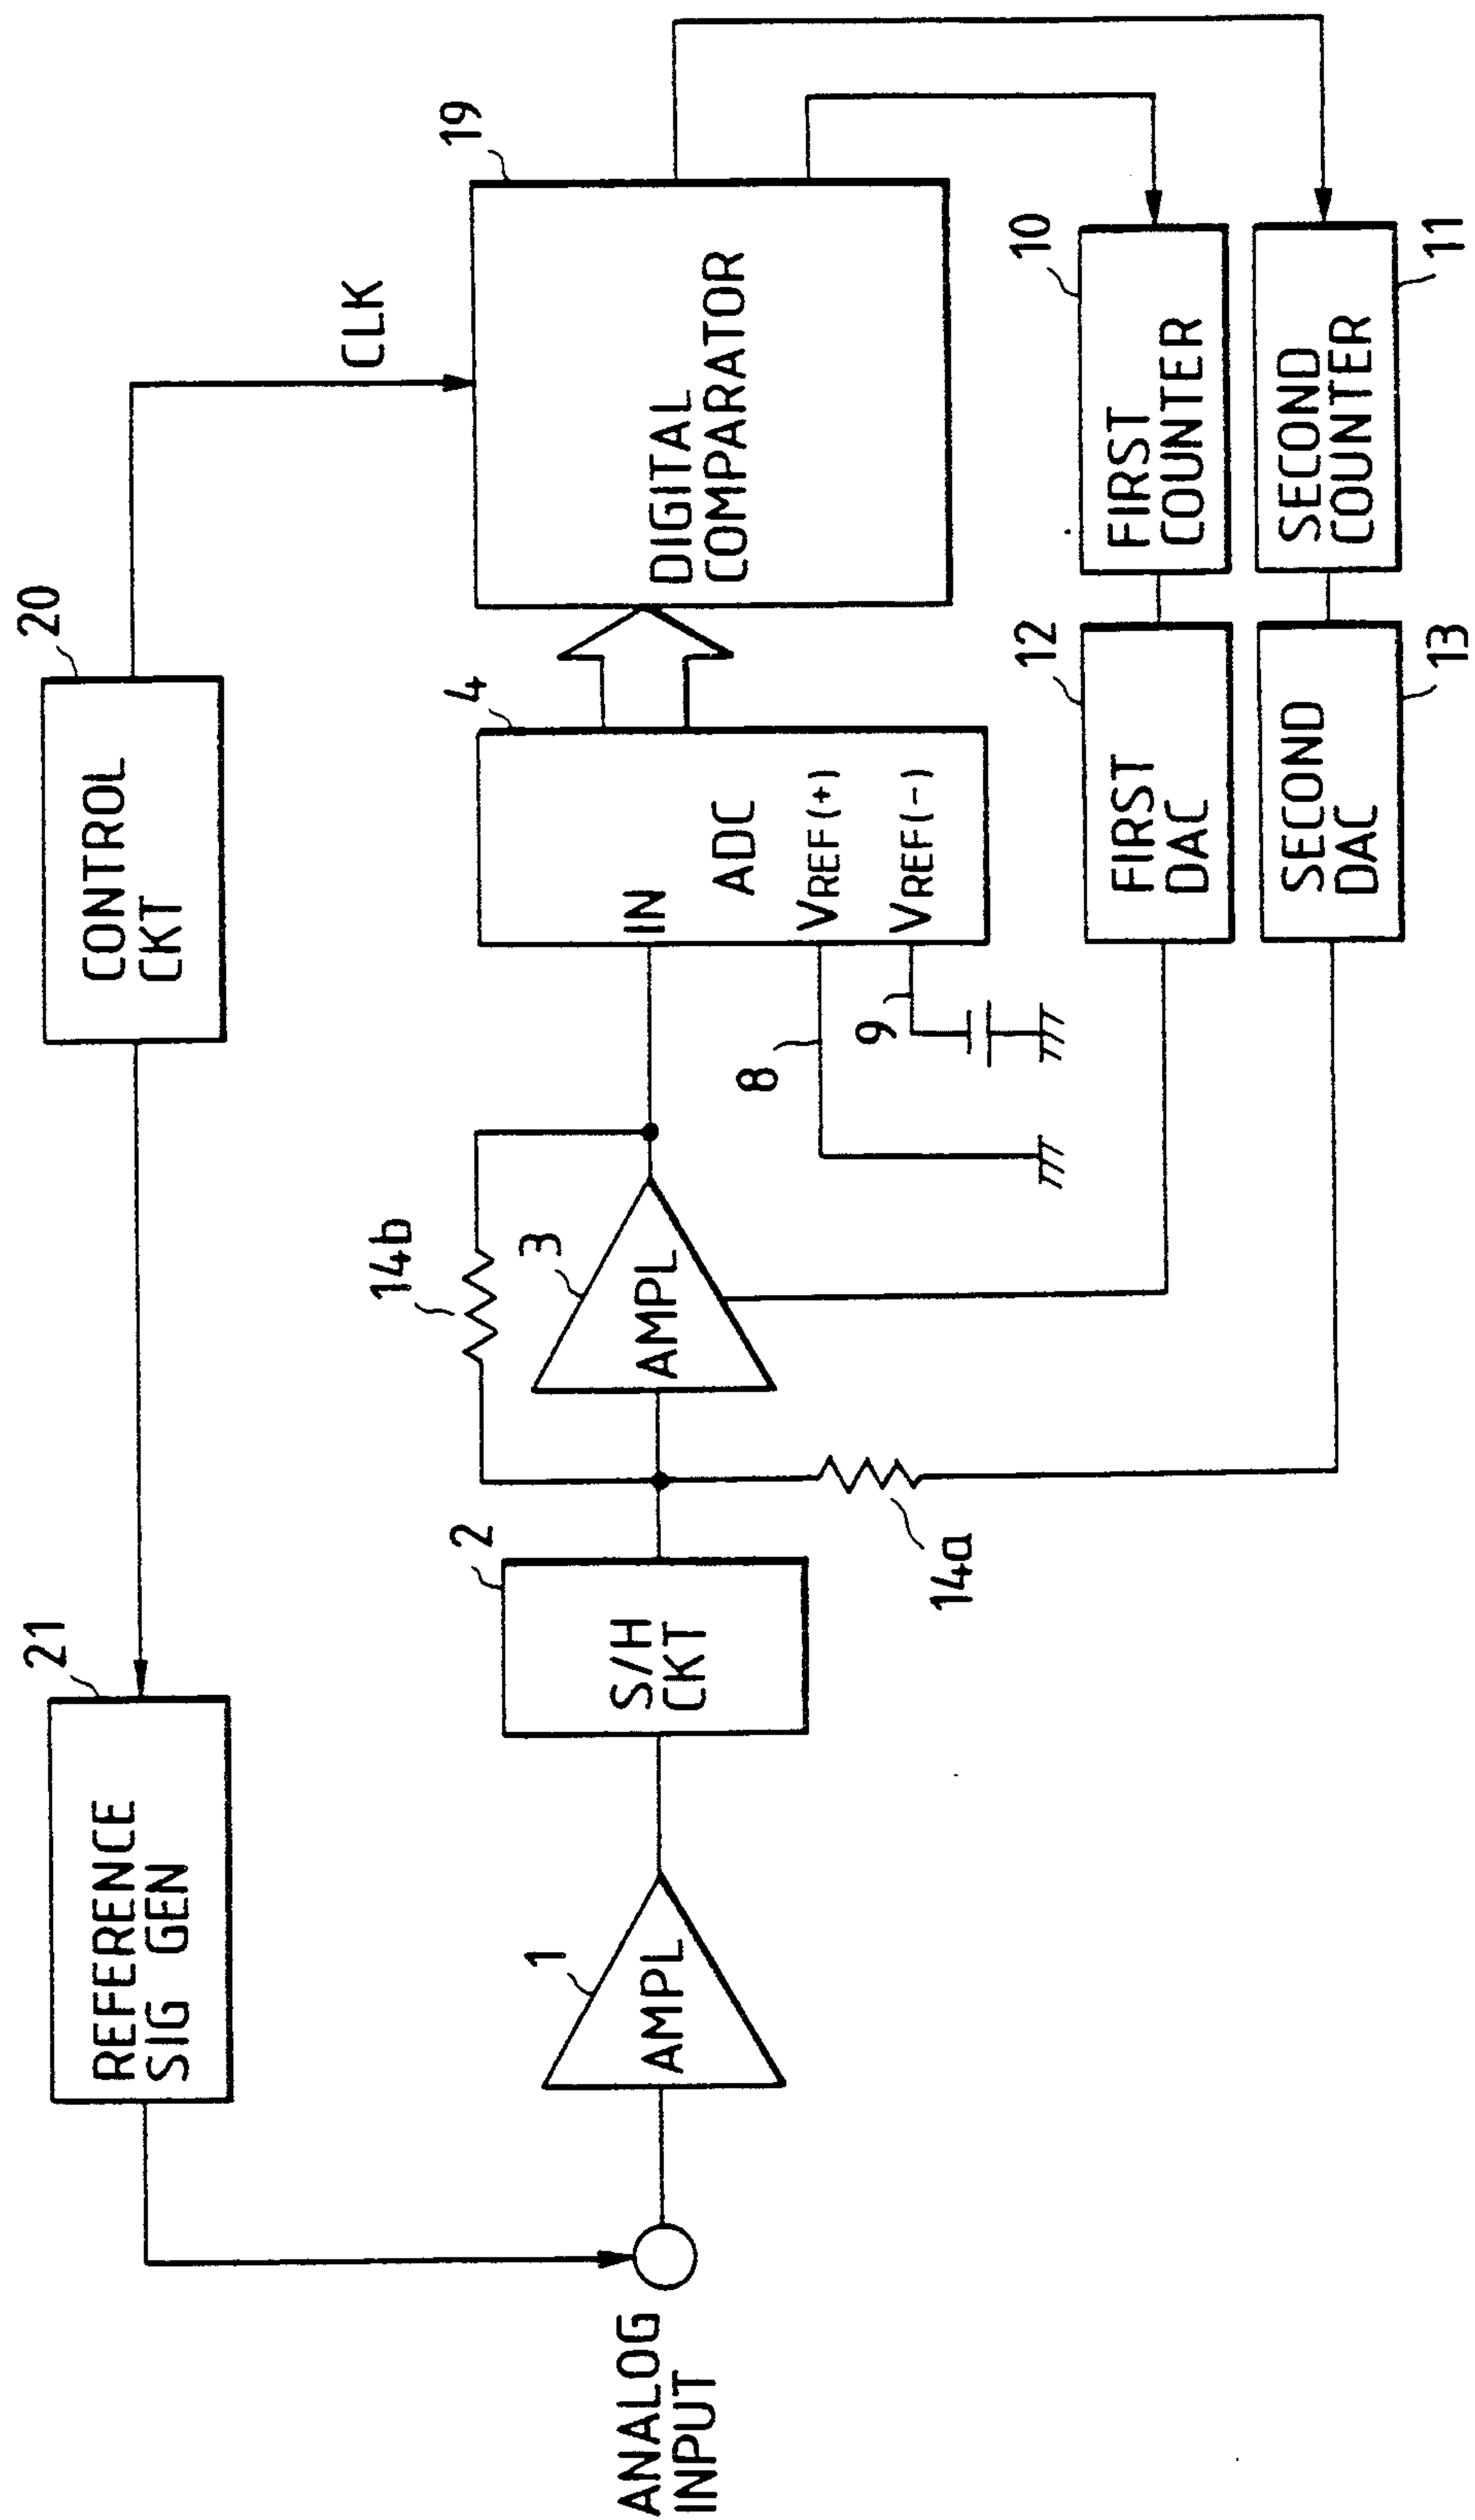 21
20
REFERENCE
SIG GEN
CONTROL
CKT
CLK
19
14b
1
2
3
4
ANALOG
INPUT
AMPL
S/H
CKT
AMPL
IN
ADC
VREF(+)
VREF(-)
DIGITAL
COMPARATOR
8
9
14a
12
10
FIRST
DAC
FIRST
COUNTER
SECOND
DAC
SECOND
COUNTER
13
11